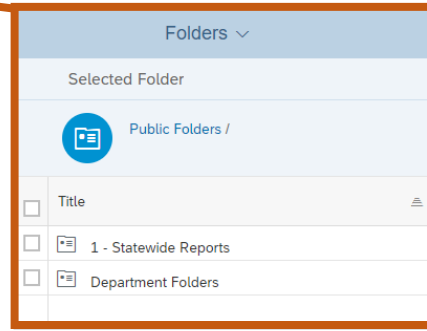 Folders
Selected Folder
Public Folders /
Title
1 - Statewide Reports
Department Folders